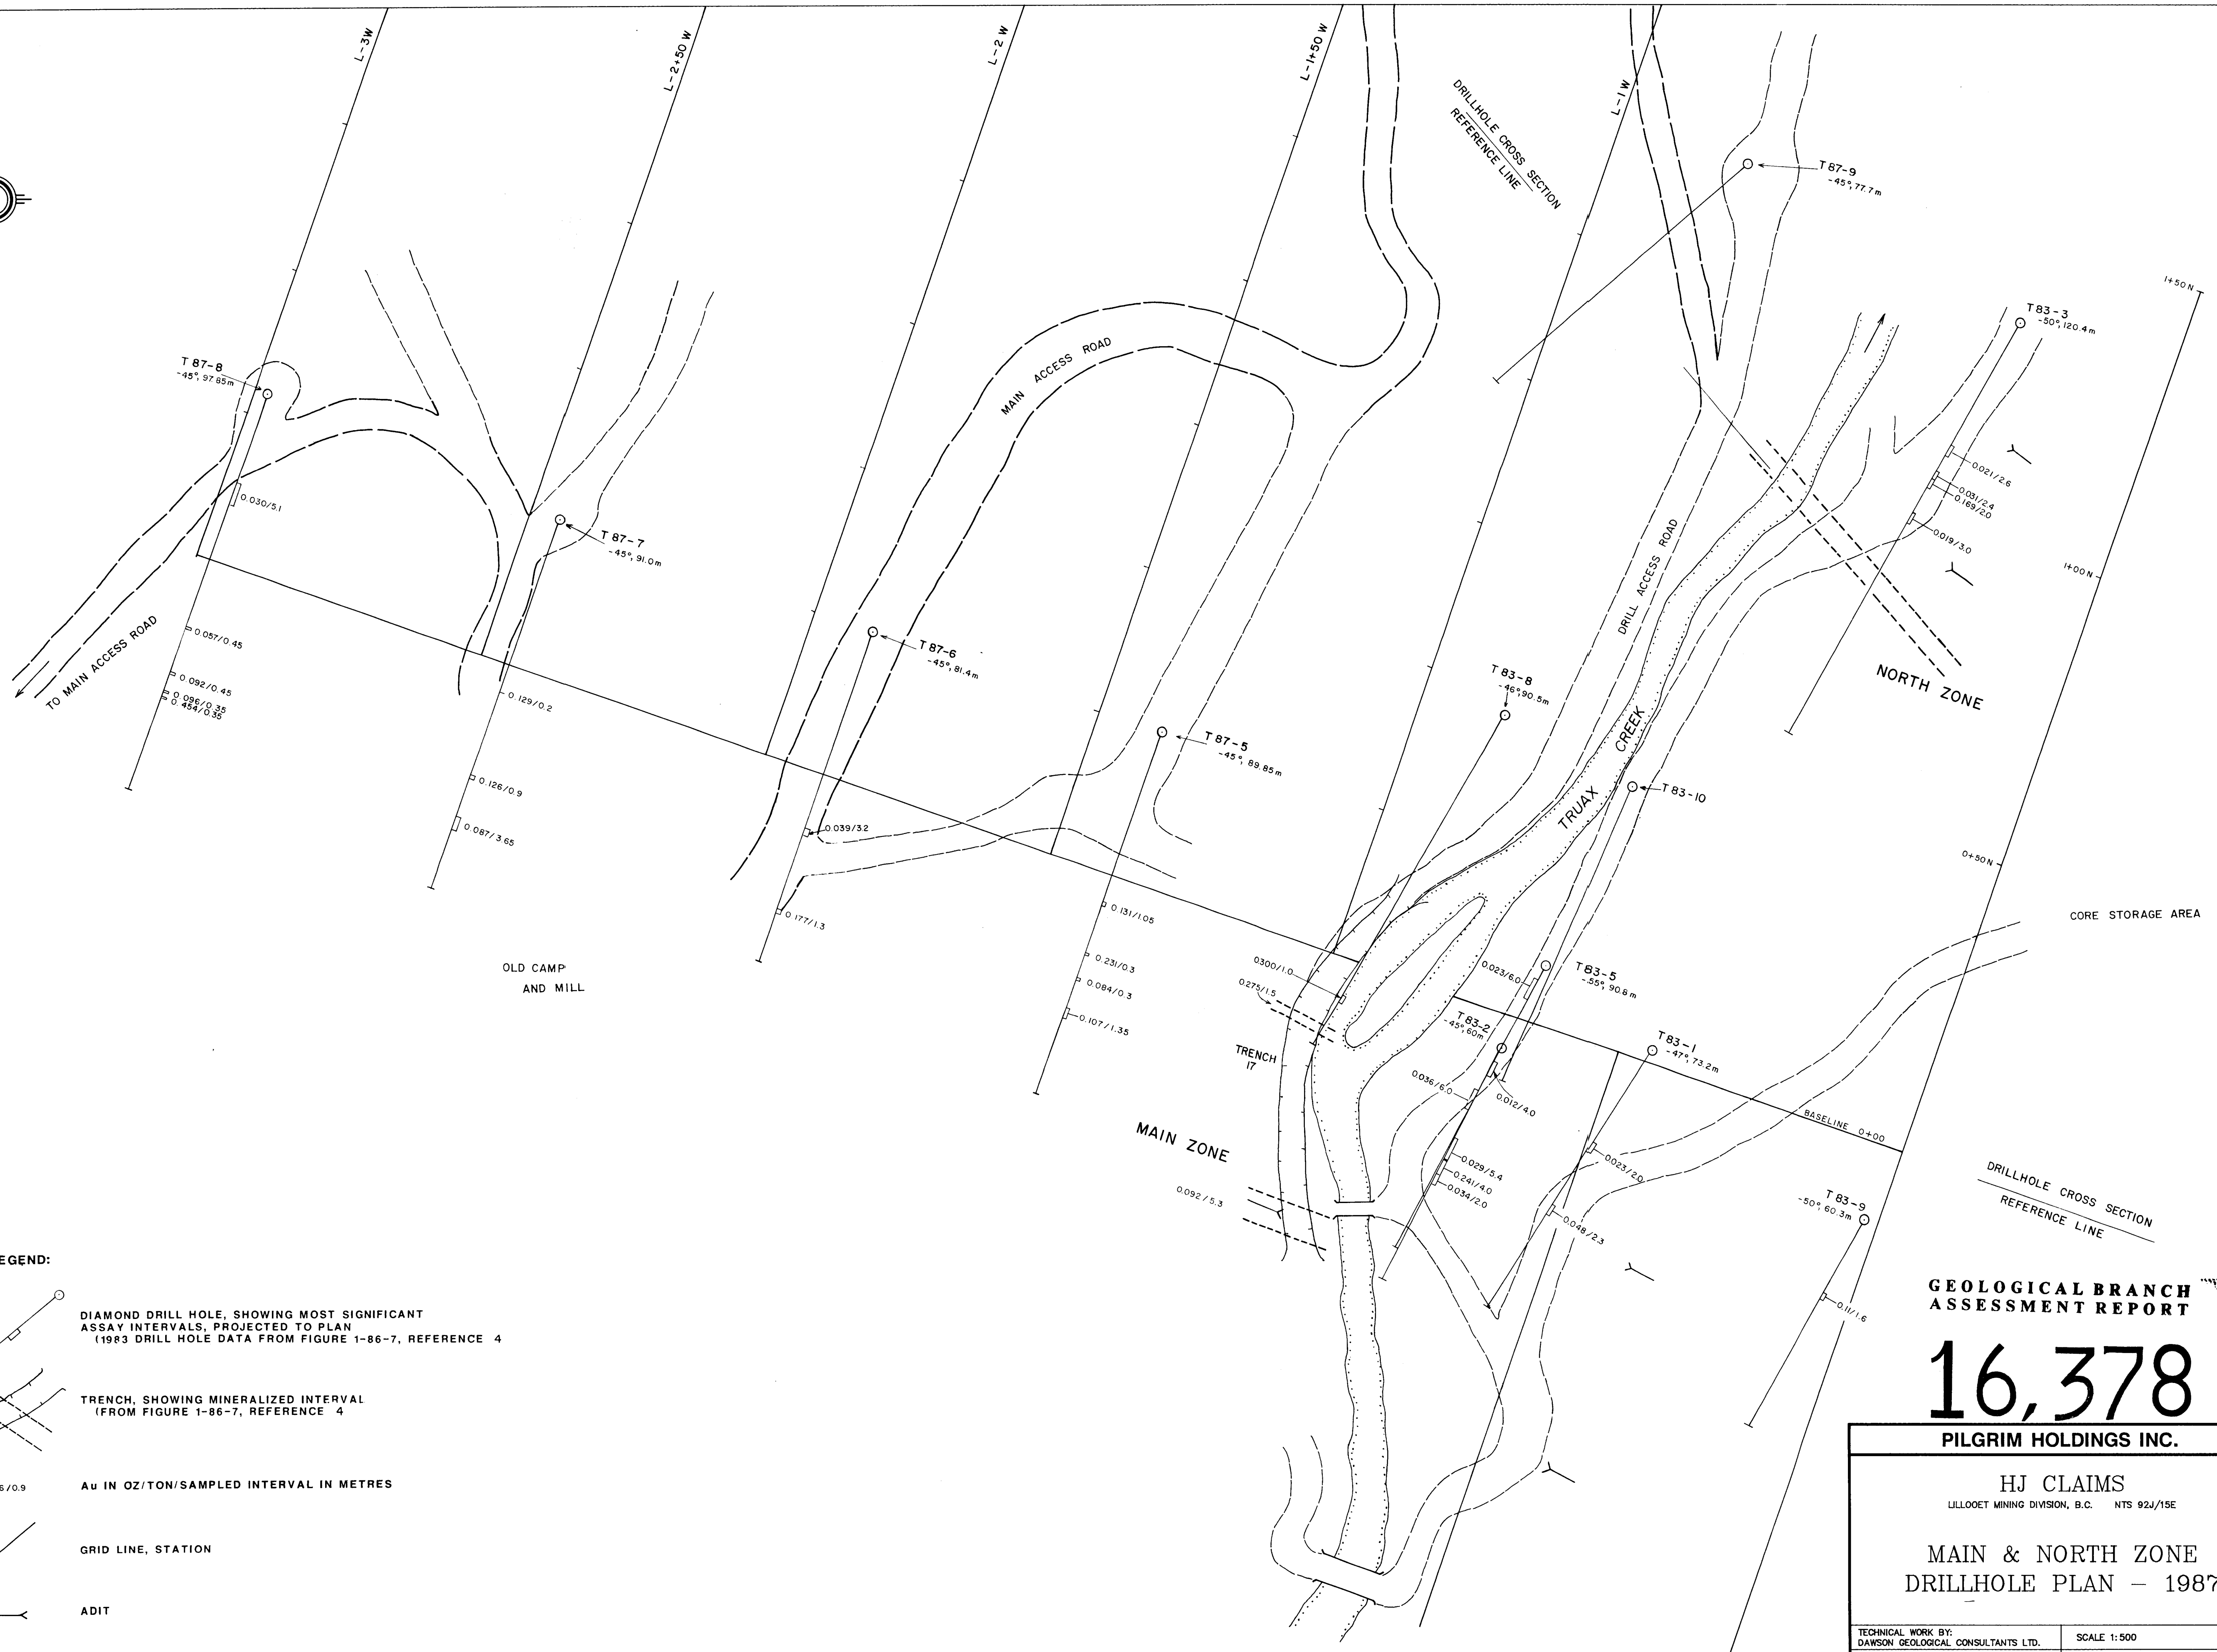 L-3W
L-2+50 W
L-2 W
L-1+50 W
L-1W
DRILLHOLE CROSS SECTION
REFERENCE LINE
T 87-9
-45°, 77.7m
1+50 N
T 83-3
-50°, 120.4m
T 87-8
-45°, 97.85m
MAIN ACCESS ROAD
0.030/5.1
0.021/2.6
0.031/2.4
0.169/2.0
0.019/3.0
T 87-7
-45°, 91.0m
DRILL ACCESS ROAD
1+00 N
0.057/0.45
TO MAIN ACCESS ROAD
T 87-6
-45°, 81.4m
0.092/0.45
0.096/0.35
0.454/0.35
0.129/0.2
T 83-8
-46°, 90.5m
NORTH ZONE
T 87-5
-45°, 89.85m
TRUAX CREEK
T 83-10
0.126/0.9
0.087/3.65
0.039/3.2
0+50 N
0.177/1.3
0.131/1.05
CORE STORAGE AREA
OLD CAMP
AND MILL
0.231/0.3
0.084/0.3
0.107/1.35
0300/1.0
0.275/1.5
0.023/6.0
T 83-5
-55°, 90.8 m
T 83-2
-45°, 60m
T 83-1
-47°, 73.2m
TRENCH
17
0.036/6.0
0.012/4.0
MAIN ZONE
BASELINE 0+00
0.029/5.4
0.241/4.0
0.034/2.0
0.023/2.0
0.092 / 5.3
0.048/2.3
T 83-9
-50°, 60.3m
DRILLHOLE CROSS SECTION
REFERENCE LINE
0.11/1.6
EGEND:
DIAMOND DRILL HOLE, SHOWING MOST SIGNIFICANT
ASSAY INTERVALS, PROJECTED TO PLAN
(1983 DRILL HOLE DATA FROM FIGURE 1-86-7, REFERENCE 4
TRENCH, SHOWING MINERALIZED INTERVAL
(FROM FIGURE 1-86-7, REFERENCE 4
6/0.9
Au IN OZ/TON/SAMPLED INTERVAL IN METRES
GRID LINE, STATION
ADIT
GEOLOGICAL BRANCH
ASSESSMENT REPORT
16,378
PILGRIM HOLDINGS INC.
HJ CLAIMS
LILLOOET MINING DIVISION, B.C. NTS 92J/15E
MAIN & NORTH ZONE
DRILLHOLE PLAN – 1987
TECHNICAL WORK BY:
DAWSON GEOLOGICAL CONSULTANTS LTD.
SCALE 1:500